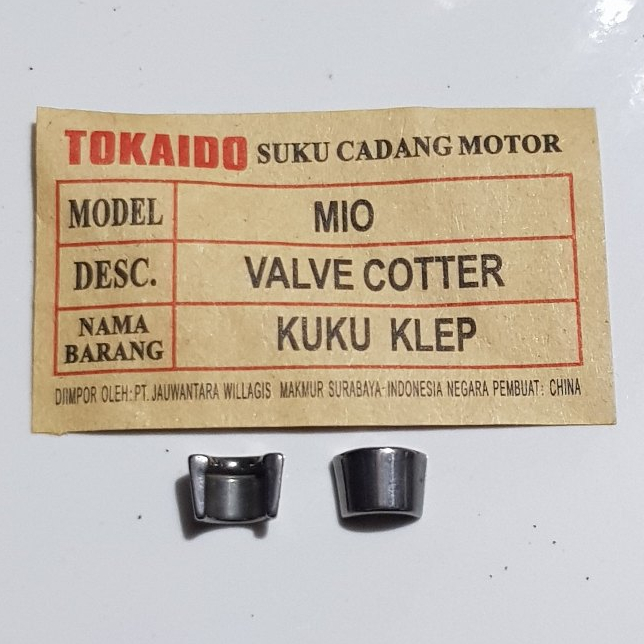 TOKAIDO SUKU CADANG MOTOR
MODEL MIO
DESC. VALVE COTTER
NAMA BARANG KUKU KLEP
DIIMPOR OLEH: PT. JAUWANTARA WILLAGIS MAKMUR SURABAYA-INDONESIA NEGARA PEMBUAT: CHINA